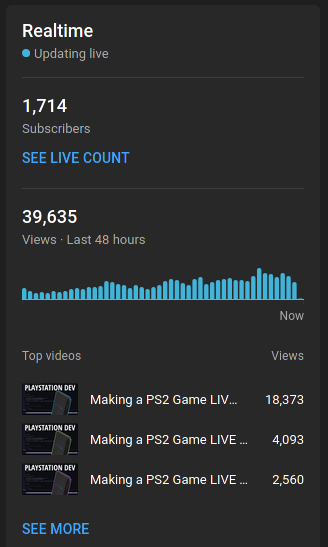 Realtime
Updating live
1,714
Subscribers
SEE LIVE COUNT
39,635
Views · Last 48 hours
Now
Top videos Views
PLAYSTATION DEV
Making a PS2 Game LIV… 18,373
PLAYSTATION DEV
Making a PS2 Game LIVE … 4,093
PLAYSTATION DEV
Making a PS2 Game LIVE … 2,560
SEE MORE